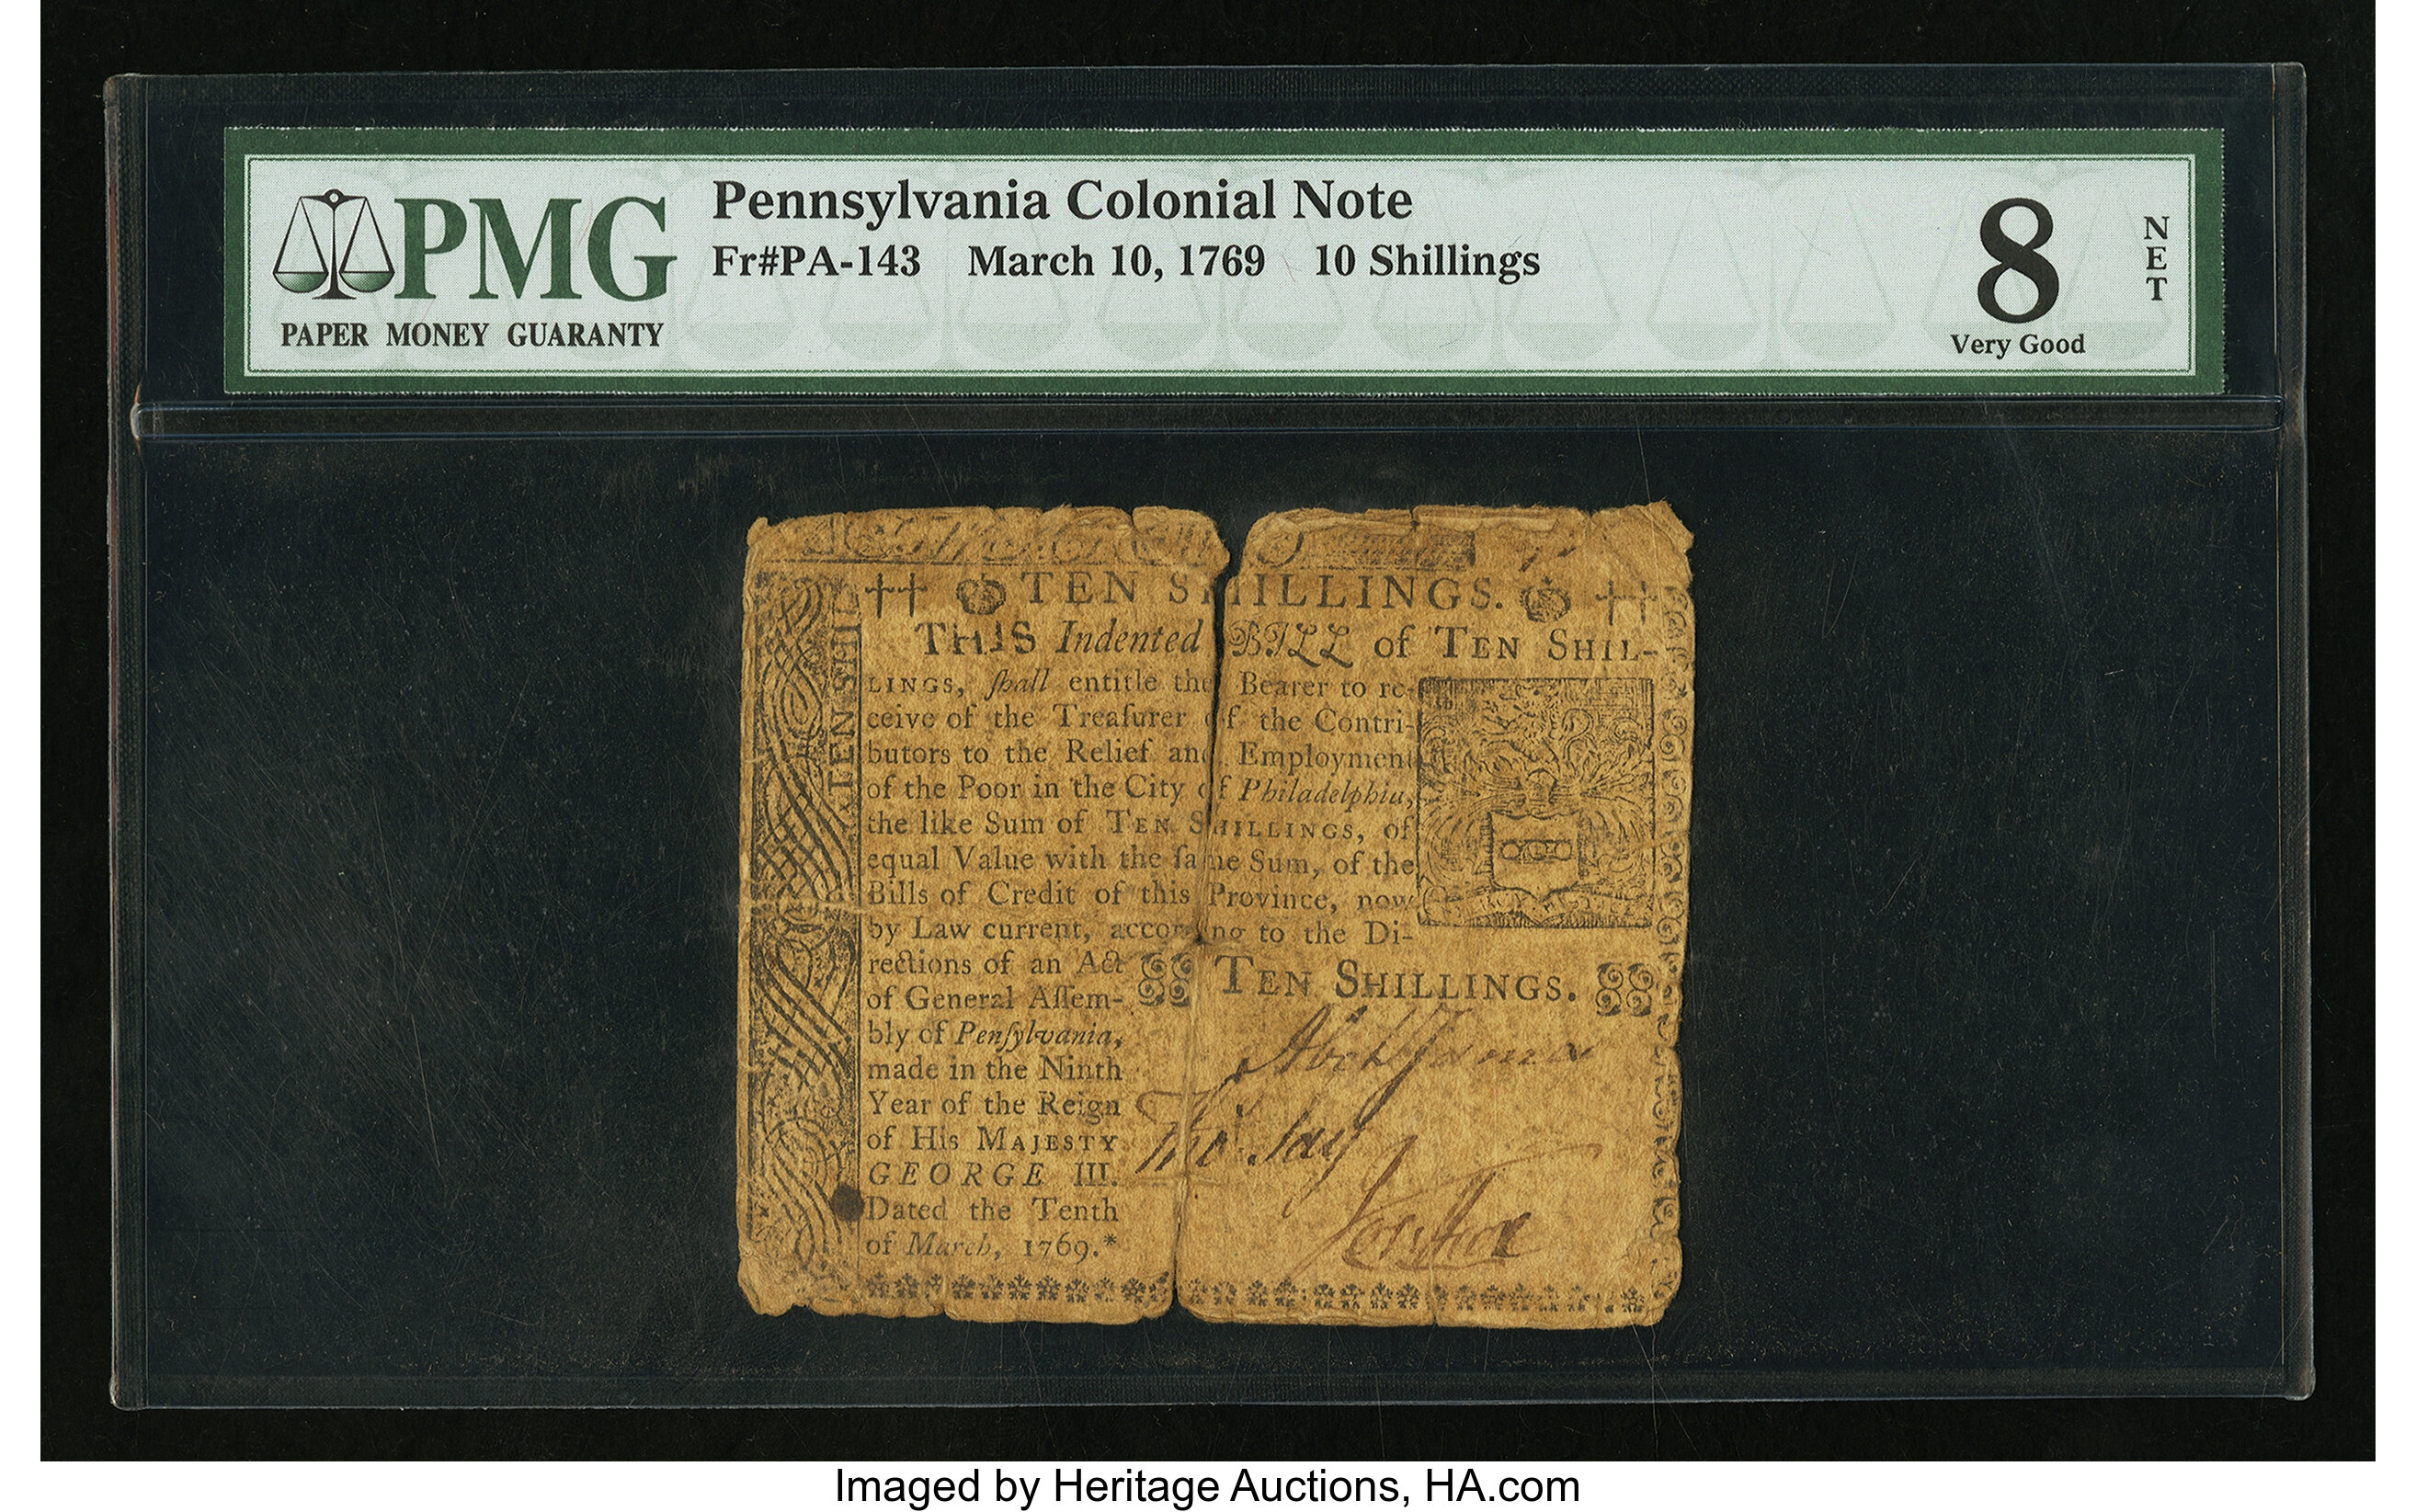 PMG
PAPER MONEY GUARANTY
Pennsylvania Colonial Note
Fr#PA-143 March 10, 1769 10 Shillings
8
Very Good
NET
TEN SHILLINGS.
THIS Indented BILL of TEN SHIL-
LINGS, ſhall entitle the Bearer to re-
ceive of the Treaſurer of the Contri-
butors to the Relief and Employment
of the Poor in the City of Philadelphia,
the like Sum of TEN SHILLINGS, of
equal Value with the ſame Sum, of the
Bills of Credit of this Province, now
by Law current, according to the Di-
rections of an Act
of General Aſſem-
bly of Penſylvania,
made in the Ninth
Year of the Reign
of His MAJESTY
GEORGE III.
Dated the Tenth
of March, 1769.*
TEN SHILLINGS.
TEN SHIL
Imaged by Heritage Auctions, HA.com